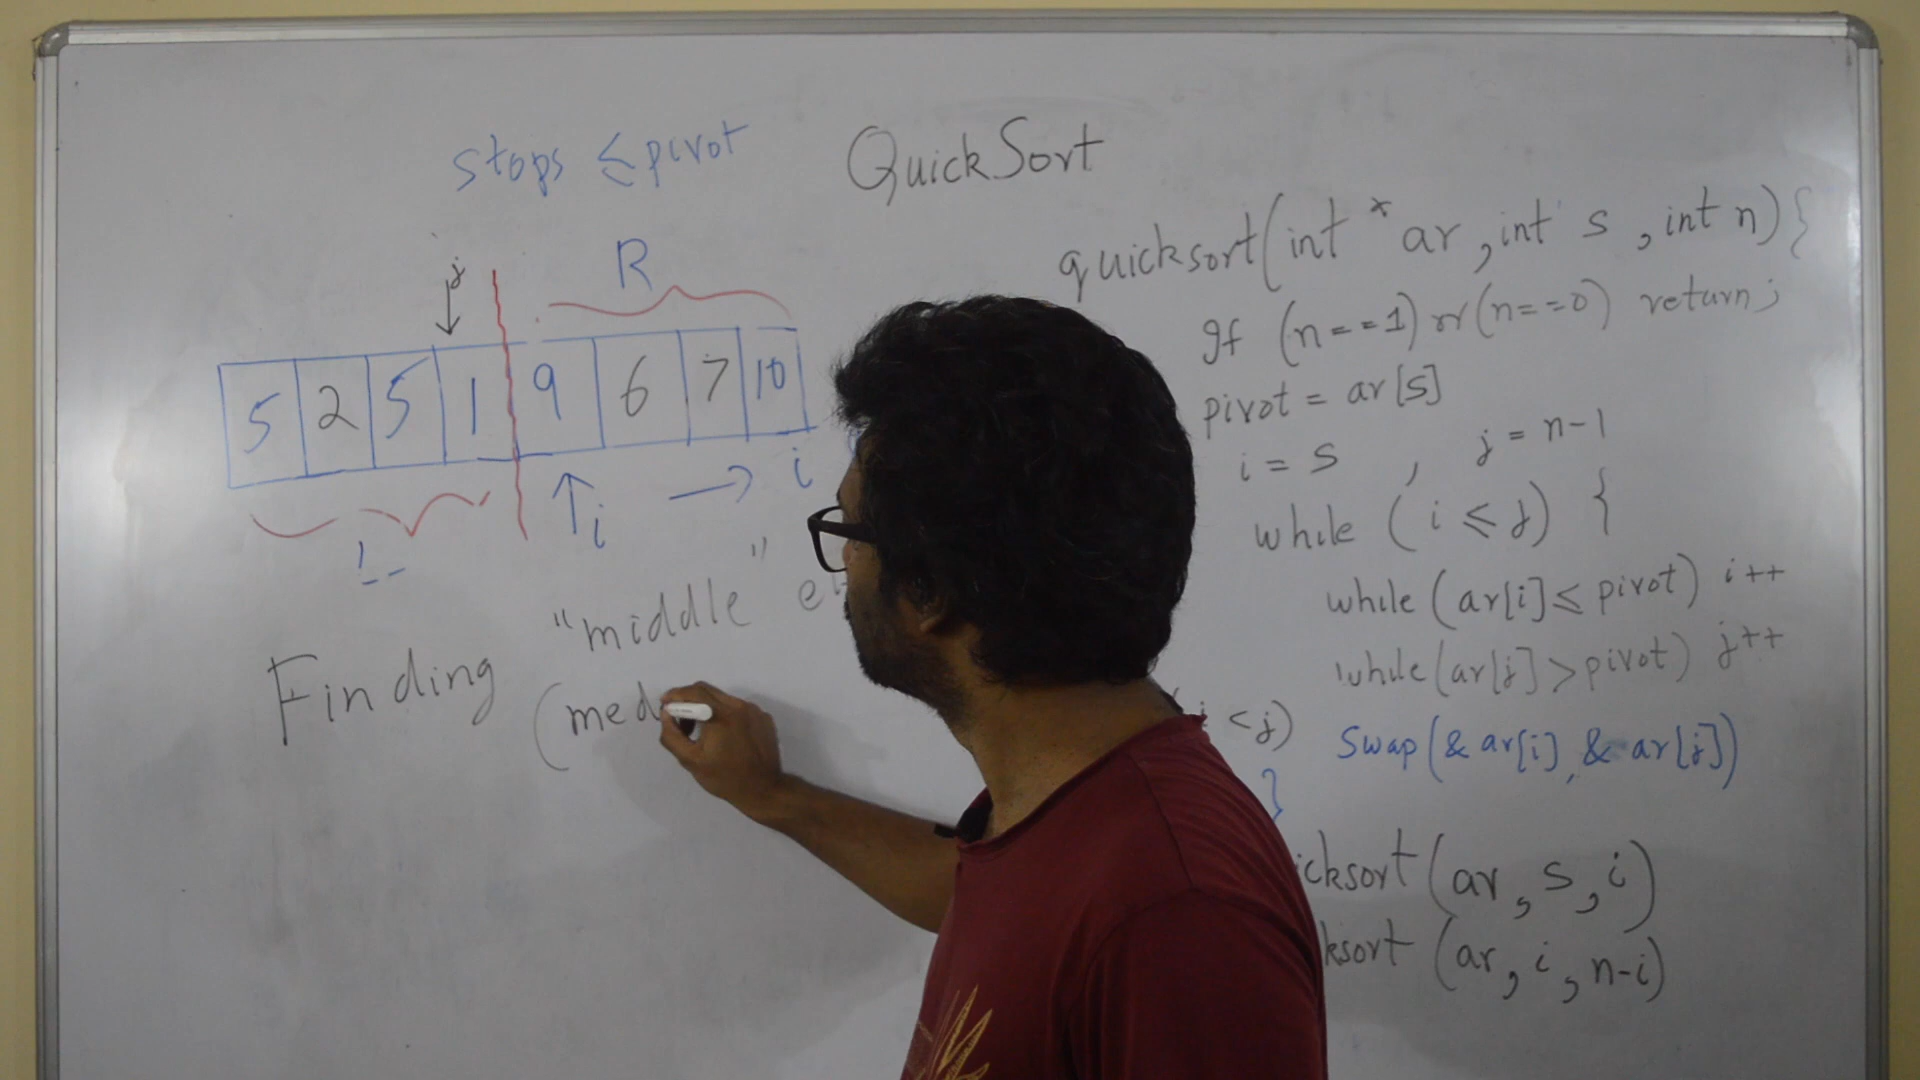 stops ≤ pivot
QuickSort
j
R
5 2 5 1 9 6 7 10
L
i → i
Finding "middle"
(med
quicksort(int *ar, int s, int n){
If (n==1) or (n==0) return;
pivot = ar[s]
i = s , j = n-1
while (i ≤ j) {
while (ar[i] ≤ pivot) i++
while (ar[j] > pivot) j++
< j) Swap(& ar[i], & ar[j])
}
icksort (ar, s, i)
ksort (ar, i, n-i)